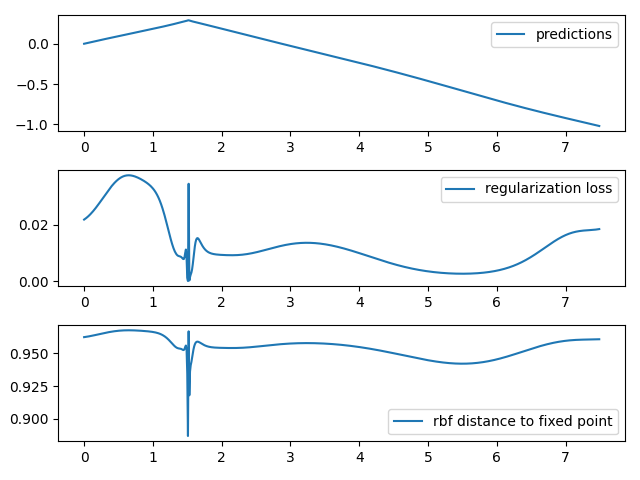 predictions
0.0
−0.5
−1.0
0 1 2 3 4 5 6 7
regularization loss
0.02
0.00
0 1 2 3 4 5 6 7
0.950
0.925
0.900
rbf distance to fixed point
0 1 2 3 4 5 6 7